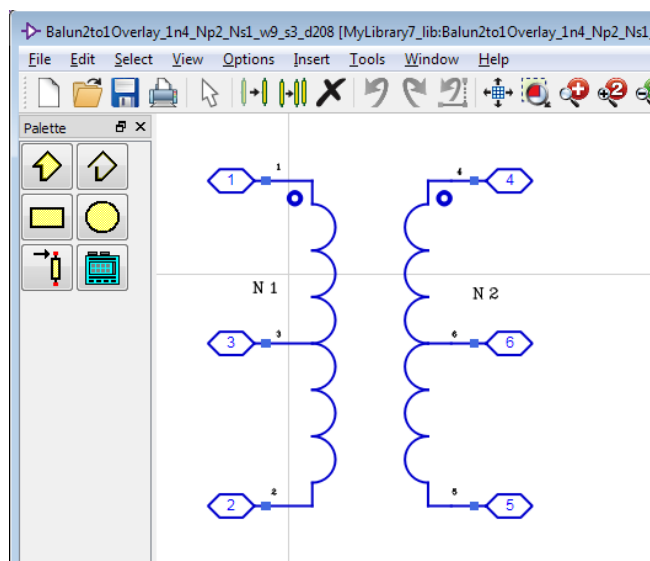 Balun2to1Overlay_1n4_Np2_Ns1_w9_s3_d208 [MyLibrary7_lib:Balun2to1Overlay_1n4_Np2_Ns1_
File Edit Select View Options Insert Tools Window Help
2
Palette
1 1 4 4
N 1 N 2
3 3 6 6
2 2 5 5